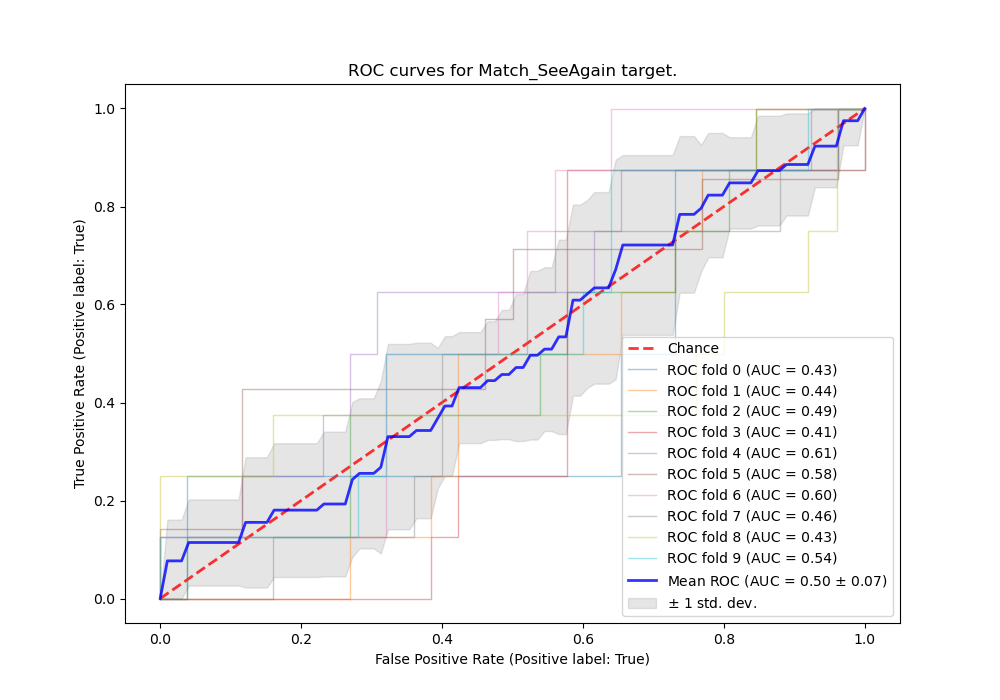 ROC curves for Match_SeeAgain target.
True Positive Rate (Positive label: True)
1.0
0.8
0.6
0.4
0.2
0.0
Chance
ROC fold 0 (AUC = 0.43)
ROC fold 1 (AUC = 0.44)
ROC fold 2 (AUC = 0.49)
ROC fold 3 (AUC = 0.41)
ROC fold 4 (AUC = 0.61)
ROC fold 5 (AUC = 0.58)
ROC fold 6 (AUC = 0.60)
ROC fold 7 (AUC = 0.46)
ROC fold 8 (AUC = 0.43)
ROC fold 9 (AUC = 0.54)
Mean ROC (AUC = 0.50 ± 0.07)
± 1 std. dev.
0.0 0.2 0.4 0.6 0.8 1.0
False Positive Rate (Positive label: True)